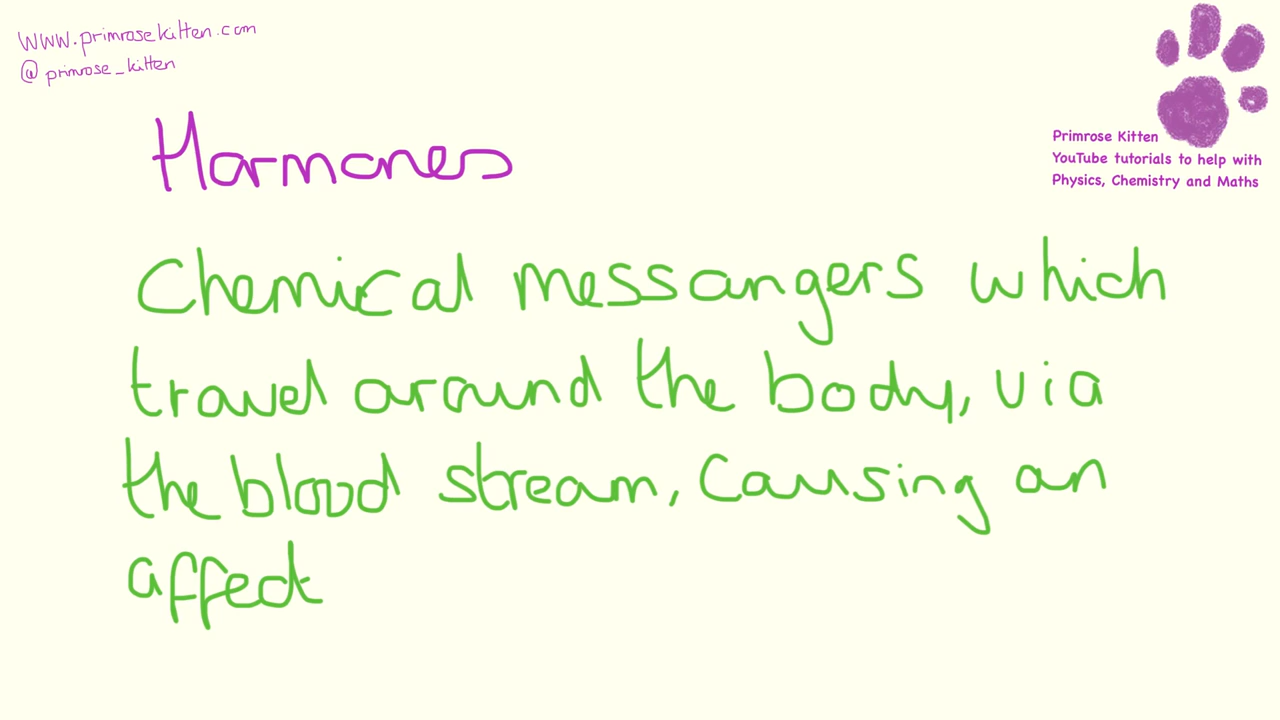 www.primrosekitten.com
@primrose_kitten
Primrose Kitten
YouTube tutorials to help with
Physics, Chemistry and Maths
Hormones
Chemical messangers which
travel around the body, via
the blood stream, causing an
affect